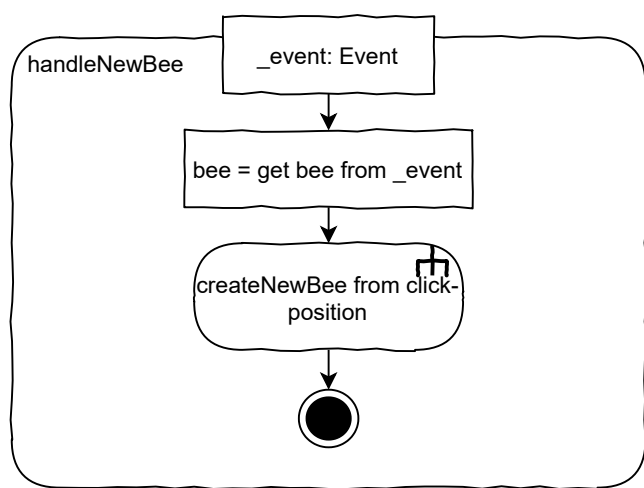 _event: Event
handleNewBee
bee = get bee from _event
createNewBee from click-
position